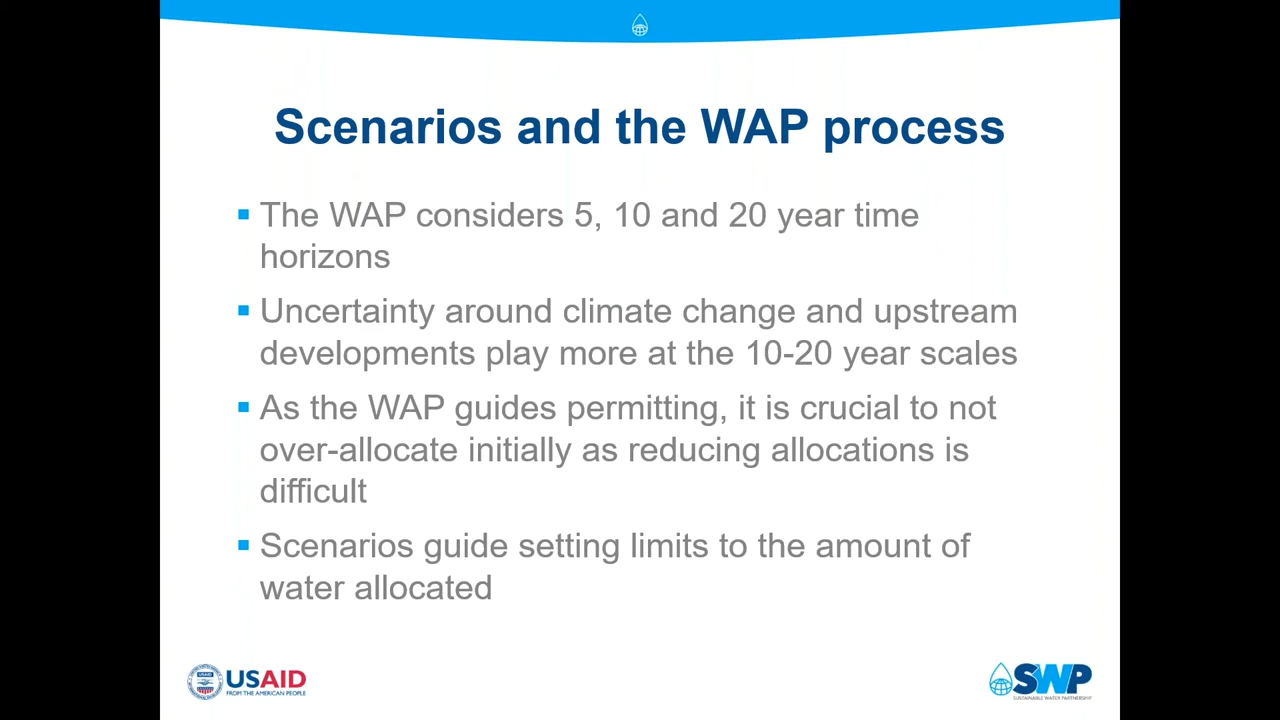 Scenarios and the WAP process
The WAP considers 5, 10 and 20 year time
horizons
Uncertainty around climate change and upstream
developments play more at the 10-20 year scales
As the WAP guides permitting, it is crucial to not
over-allocate initially as reducing allocations is
difficult
Scenarios guide setting limits to the amount of
water allocated
USAID
FROM THE AMERICAN PEOPLE
SWP
SUSTAINABLE WATER PARTNERSHIP